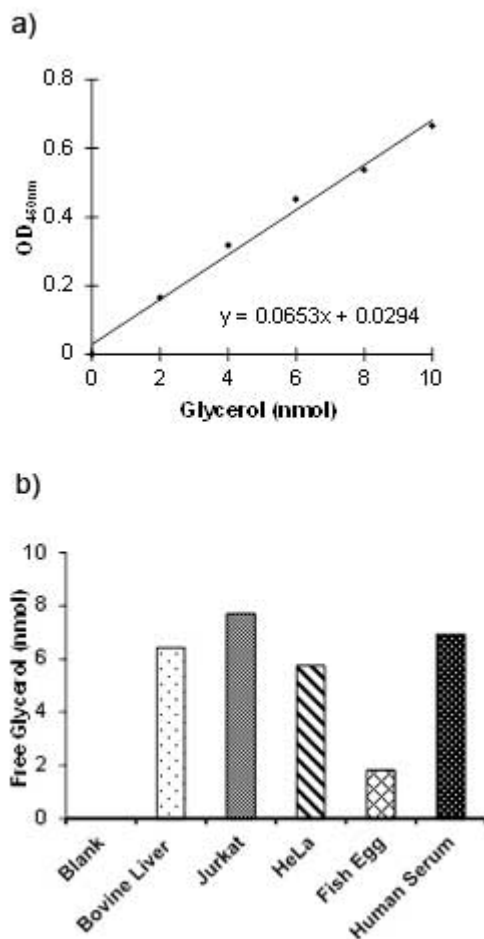 a)
0.8
0.6
0.4
0.2
0
OD450nm
y = 0.0653x + 0.0294
0 2 4 6 8 10
Glycerol (nmol)
b)
10
8
6
4
2
0
Free Glycerol (nmol)
Blank
Bovine Liver
Jurkat
HeLa
Fish Egg
Human Serum